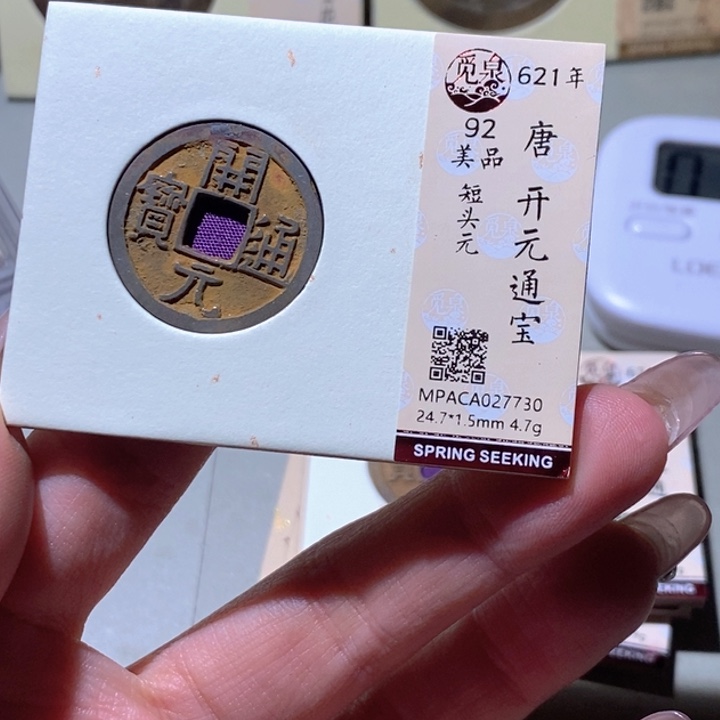 開
通
元
寶
觅泉
621年
92
美品
短头元
唐 开元通宝
MPACA027730
24.7*1.5mm 4.7g
SPRING SEEKING